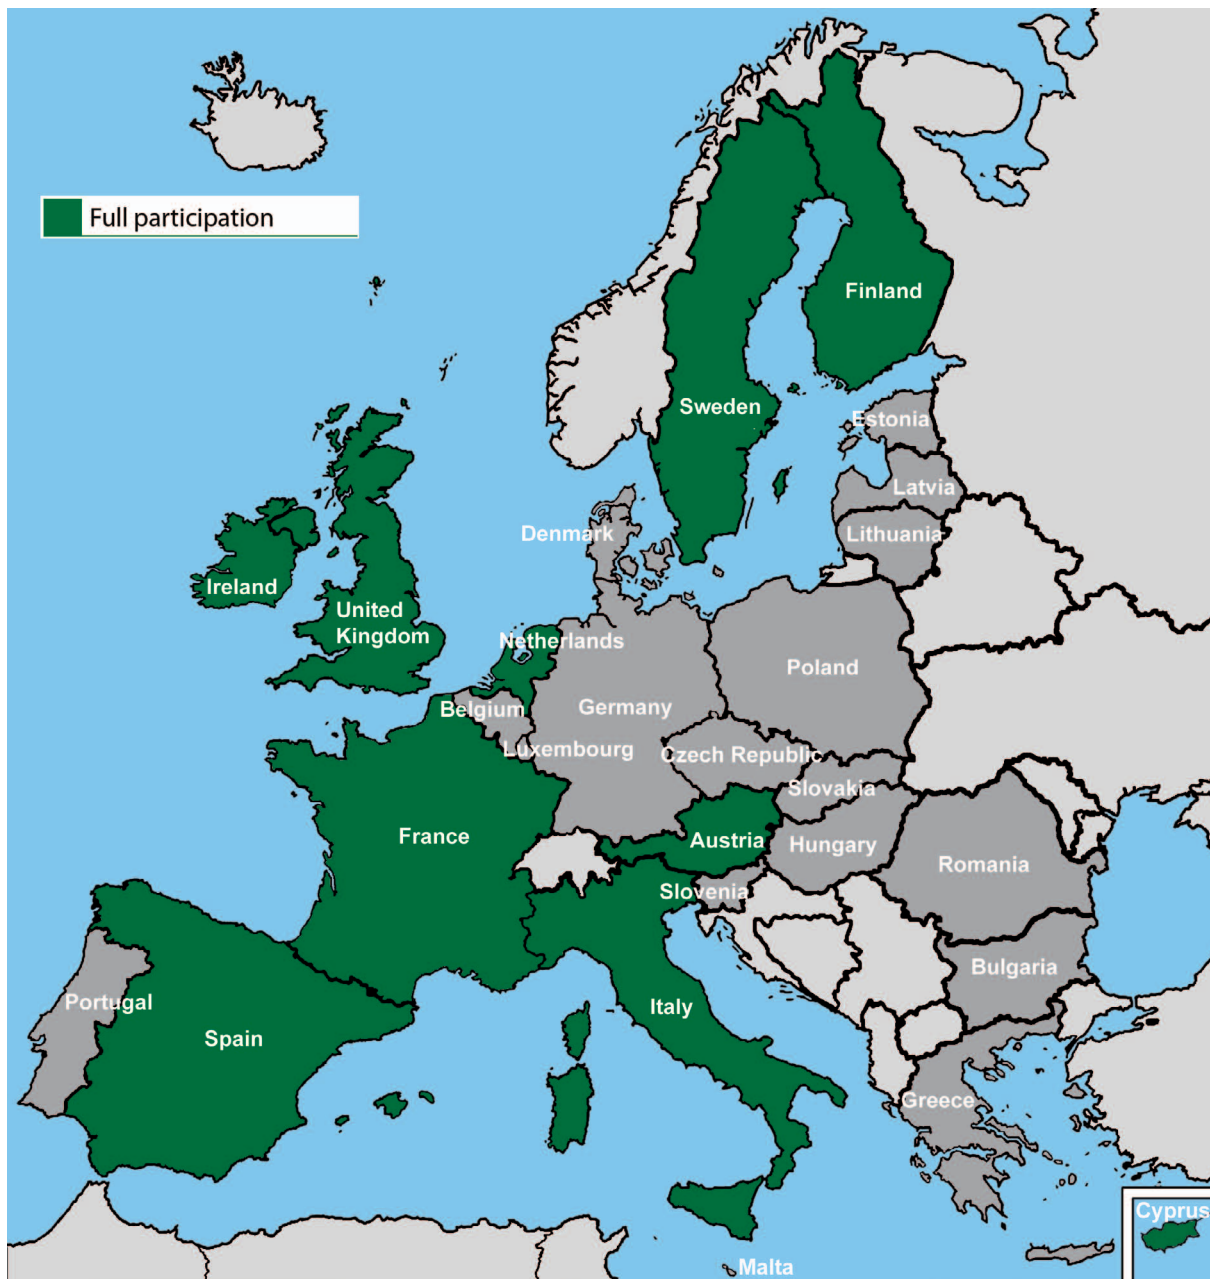 Full participation
Finland
Sweden
Estonia
Latvia
Denmark
Lithuania
Ireland
United
Kingdom
Netherlands
Poland
Belgium
Germany
Luxembourg
Czech Republic
Slovakia
France
Austria
Hungary
Romania
Slovenia
Bulgaria
Portugal
Italy
Spain
Greece
Cyprus
Malta